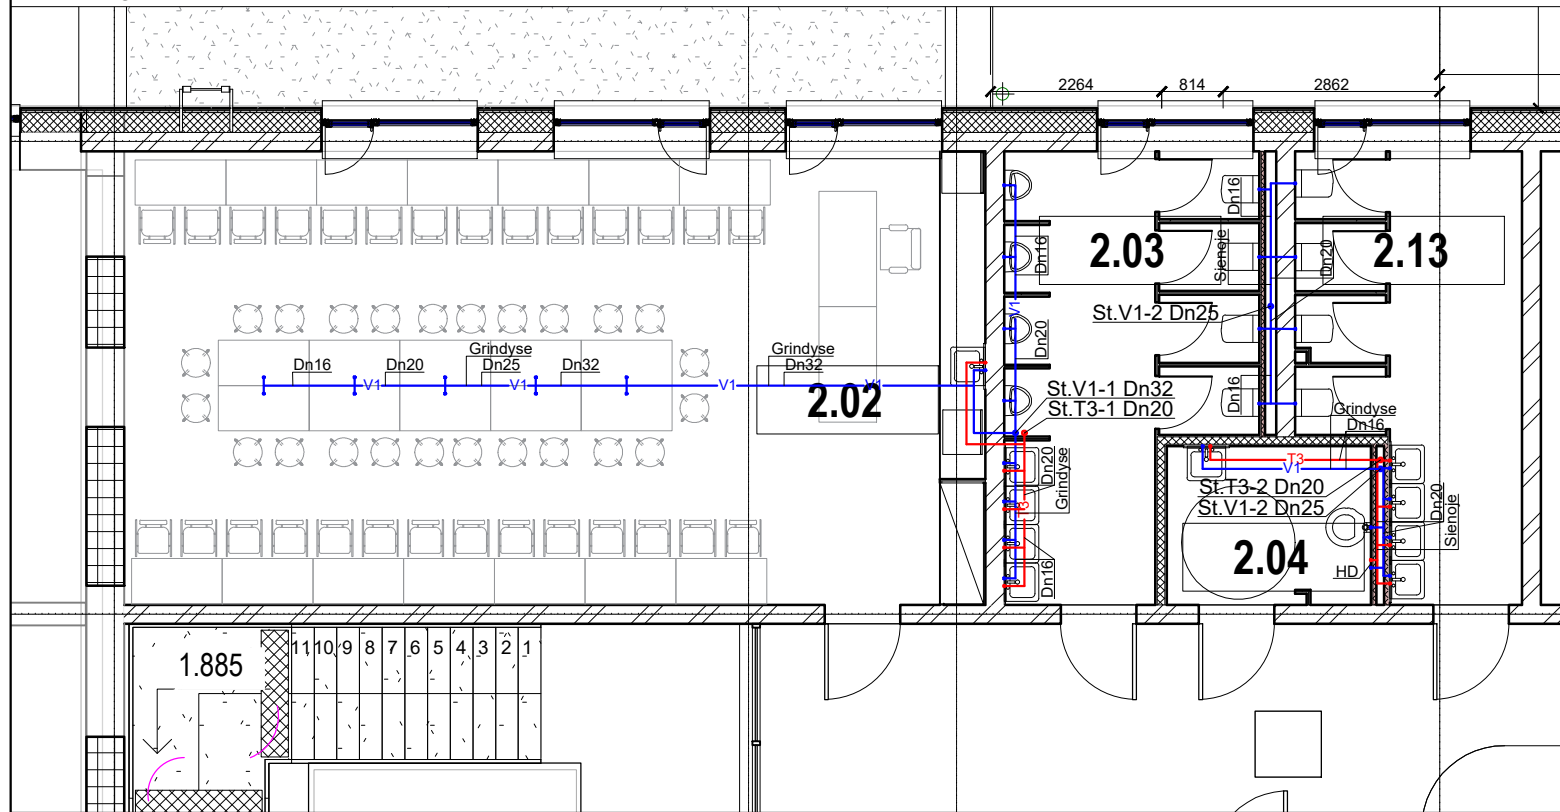 2264
814
2862
Dn16
Dn16
Sienoje
Dn20
2.03
2.13
V1
St.V1-2 Dn25
Dn20
Grindyse
Grindyse
Dn16
Dn20
Dn25
Dn32
Dn32
V1
V1
V1
V1
2.02
St.V1-1 Dn32
St.T3-1 Dn20
Dn16
Grindyse
Dn16
Dn20
Grindyse
T3
V1
St.T3-2 Dn20
St.V1-2 Dn25
T3
Dn20
Sienoje
2.04
HD
Dn16
1.885
11 10 9 8 7 6 5 4 3 2 1